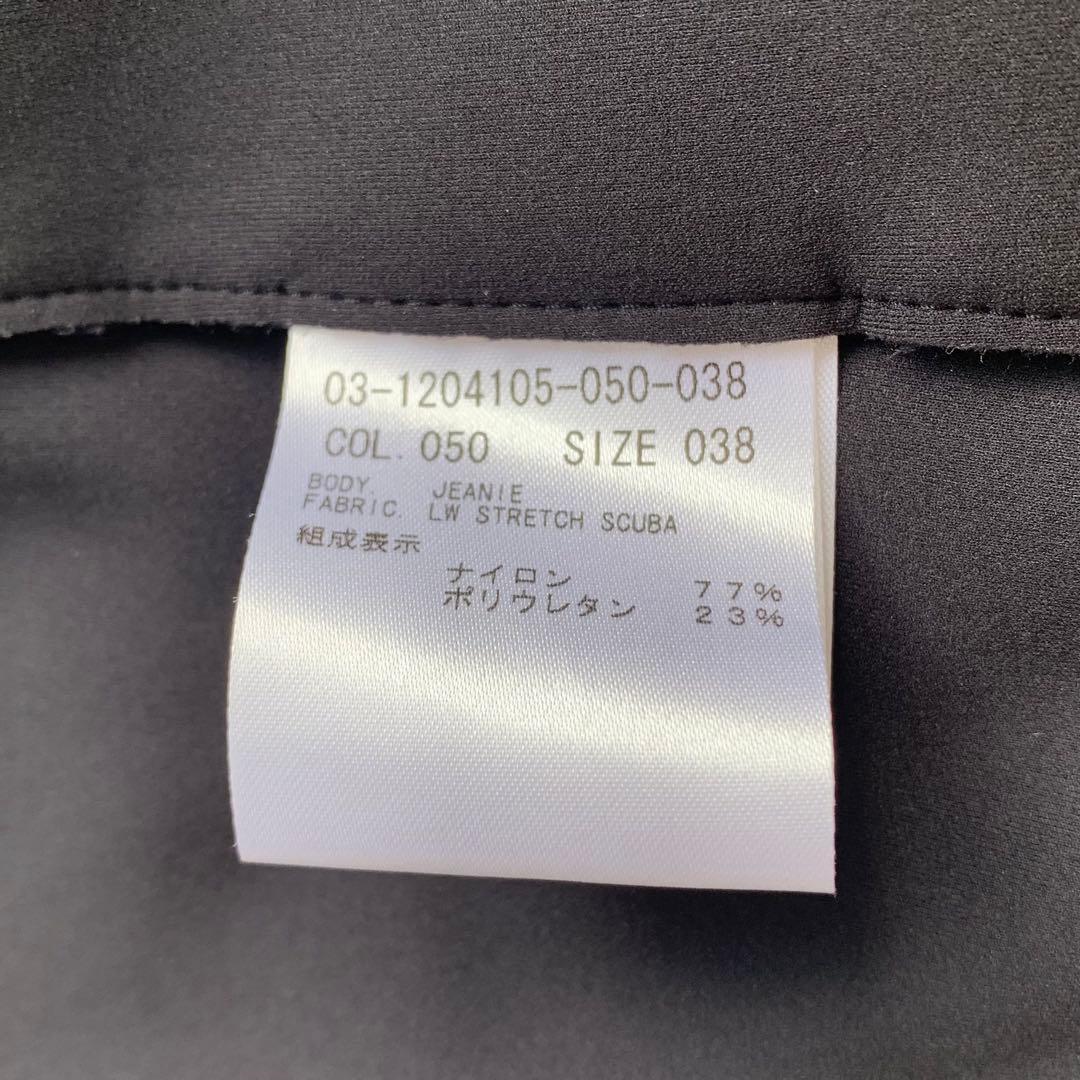 03-1204105-050-038
COL. 050 SIZE 038
BODY. JEANIE
FABRIC. LW STRETCH SCUBA
組成表示
ナイロン 77%
ポリウレタン 23%